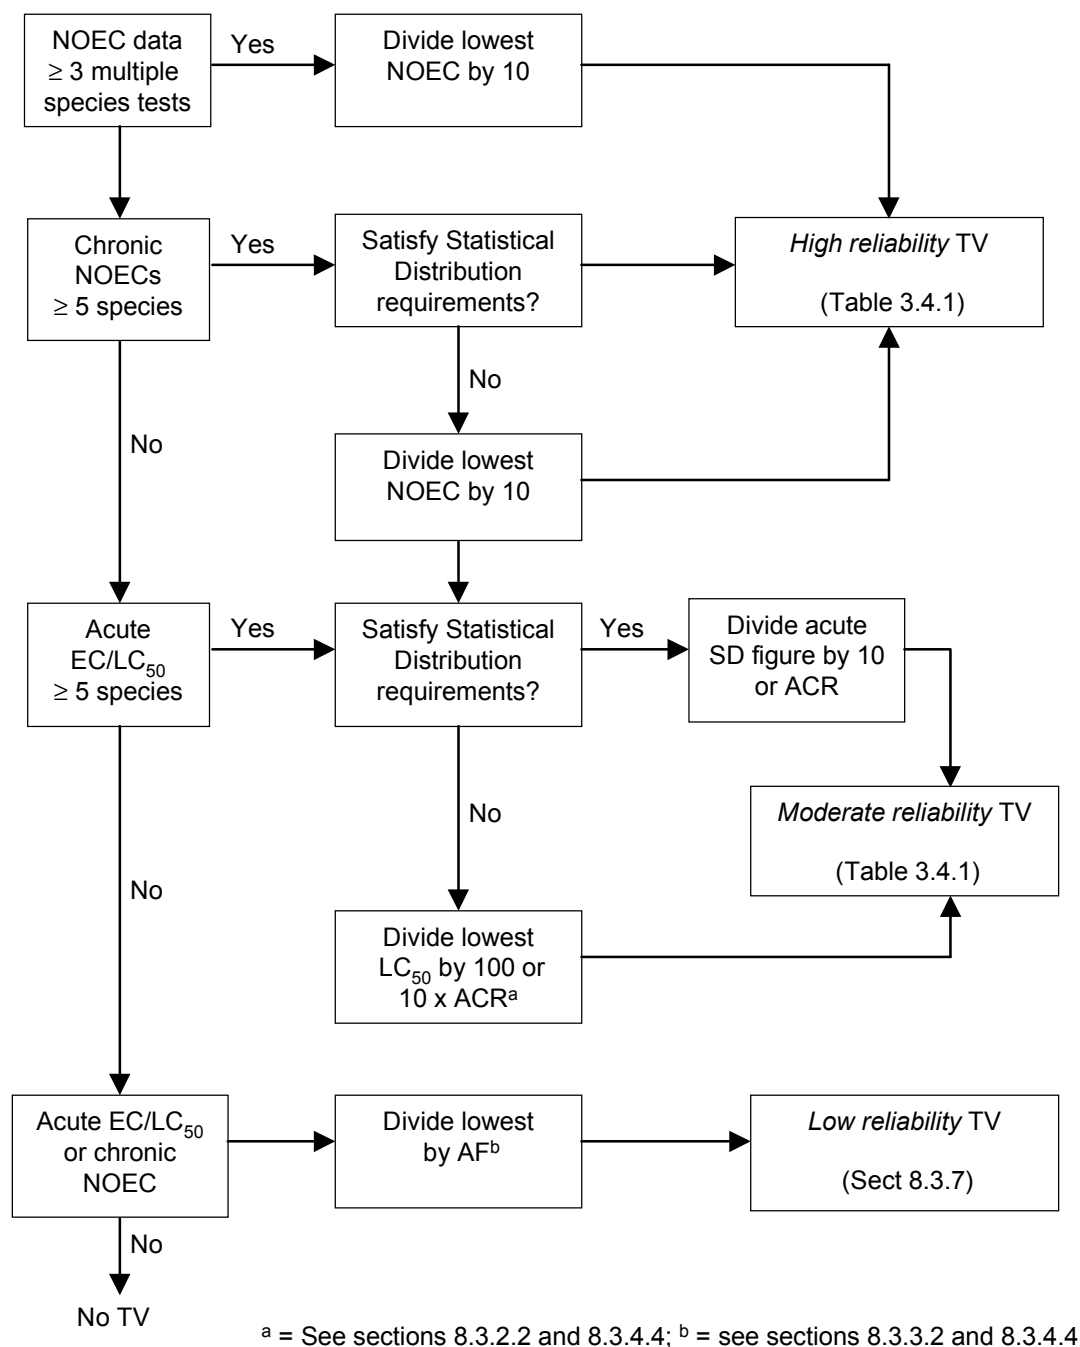 NOEC data
≥ 3 multiple
species tests
Yes
Divide lowest
NOEC by 10
Chronic
NOECs
≥ 5 species
Yes
Satisfy Statistical
Distribution
requirements?
High reliability TV
(Table 3.4.1)
No
No
Divide lowest
NOEC by 10
Acute
EC/LC₅₀
≥ 5 species
Yes
Satisfy Statistical
Distribution
requirements?
Yes
Divide acute
SD figure by 10
or ACR
No
Moderate reliability TV
(Table 3.4.1)
No
Divide lowest
LC₅₀ by 100 or
10 x ACRᵃ
Acute EC/LC₅₀
or chronic
NOEC
Divide lowest
by AFᵇ
Low reliability TV
(Sect 8.3.7)
No
No TV
ᵃ = See sections 8.3.2.2 and 8.3.4.4; ᵇ = see sections 8.3.3.2 and 8.3.4.4